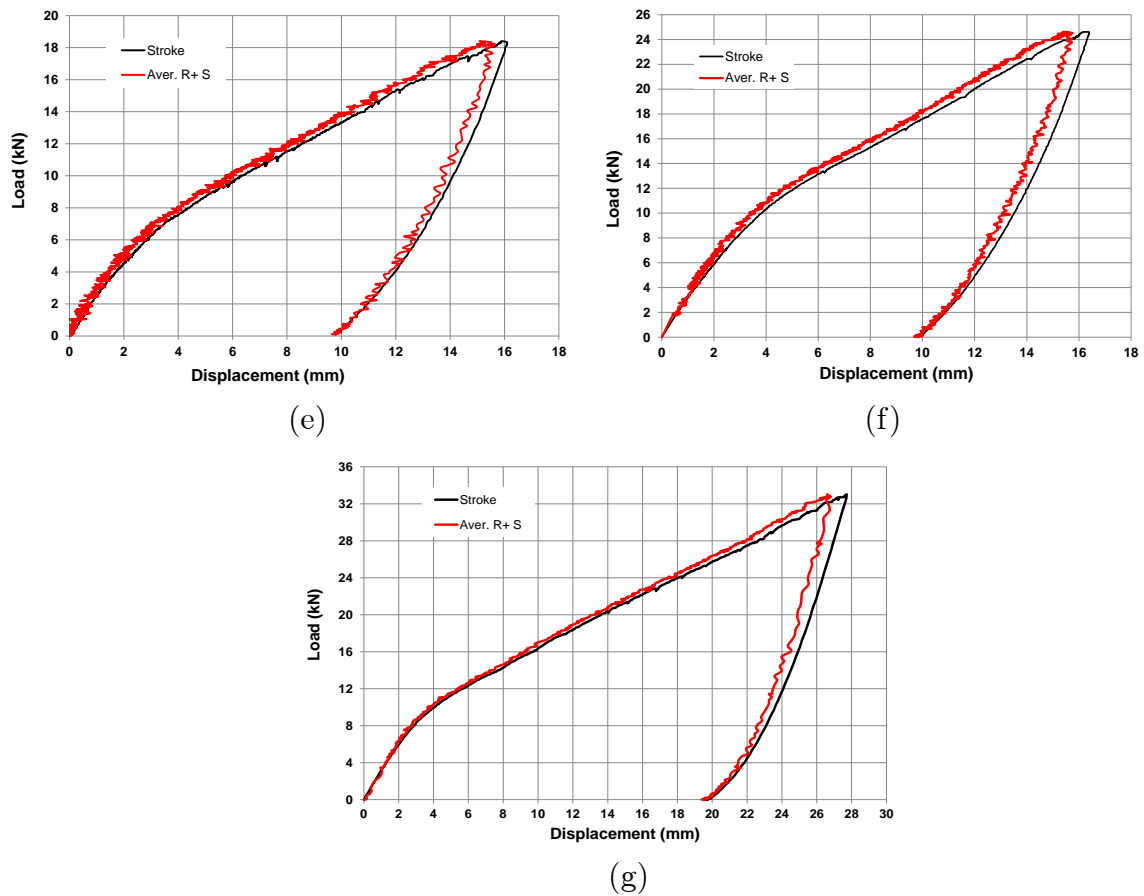 20
18
16
14
12
10
8
6
4
2
0
Load (kN)
Stroke
Aver. R+ S
0 2 4 6 8 10 12 14 16 18
Displacement (mm)
(e)
26
24
22
20
18
16
14
12
10
8
6
4
2
0
Load (kN)
Stroke
Aver. R+ S
0 2 4 6 8 10 12 14 16 18
Displacement (mm)
(f)
36
32
28
24
20
16
12
8
4
0
Load (kN)
Stroke
Aver. R+ S
0 2 4 6 8 10 12 14 16 18 20 22 24 26 28 30
Displacement (mm)
(g)